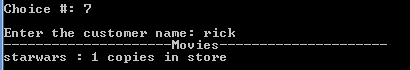 Choice #: 7
Enter the customer name: rick
---------------------Movies---------------------
starwars : 1 copies in store